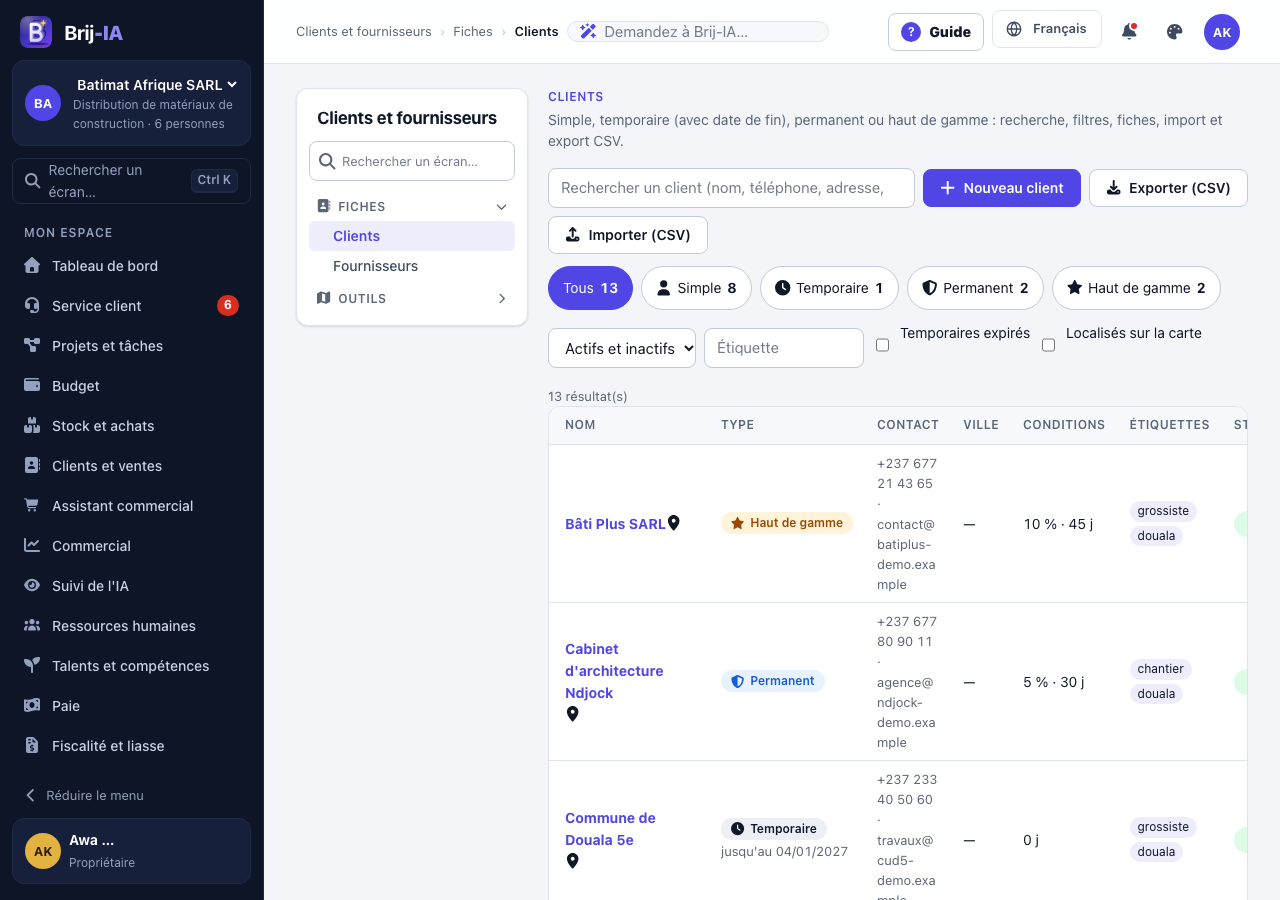 Brij-IA
BA
Batimat Afrique SARL
Distribution de matériaux de
construction · 6 personnes
Rechercher un
écran...
Ctrl K
MON ESPACE
Tableau de bord
Service client
6
Projets et tâches
Budget
Stock et achats
Clients et ventes
Assistant commercial
Commercial
Suivi de l'IA
Ressources humaines
Talents et compétences
Paie
Fiscalité et liasse
Réduire le menu
AK
Awa ...
Propriétaire
Clients et fournisseurs › Fiches › Clients
Demandez à Brij-IA...
? Guide
Français
AK
Clients et fournisseurs
Rechercher un écran...
FICHES
Clients
Fournisseurs
OUTILS
CLIENTS
Simple, temporaire (avec date de fin), permanent ou haut de gamme : recherche, filtres, fiches, import et
export CSV.
Rechercher un client (nom, téléphone, adresse,
Nouveau client
Exporter (CSV)
Importer (CSV)
Tous 13
Simple 8
Temporaire 1
Permanent 2
Haut de gamme 2
Actifs et inactifs
Étiquette
Temporaires expirés
Localisés sur la carte
13 résultat(s)
NOM TYPE CONTACT VILLE CONDITIONS ÉTIQUETTES ST
Bâti Plus SARL
Haut de gamme
+237 677
21 43 65
·
contact@
batiplus-
demo.exa
mple
—
10 % · 45 j
grossiste
douala
Cabinet
d'architecture
Ndjock
Permanent
+237 677
80 90 11
·
agence@
ndjock-
demo.exa
mple
—
5 % · 30 j
chantier
douala
Commune de
Douala 5e
Temporaire
jusqu'au 04/01/2027
+237 233
40 50 60
·
travaux@
cud5-
demo.exa
mple
—
0 j
grossiste
douala